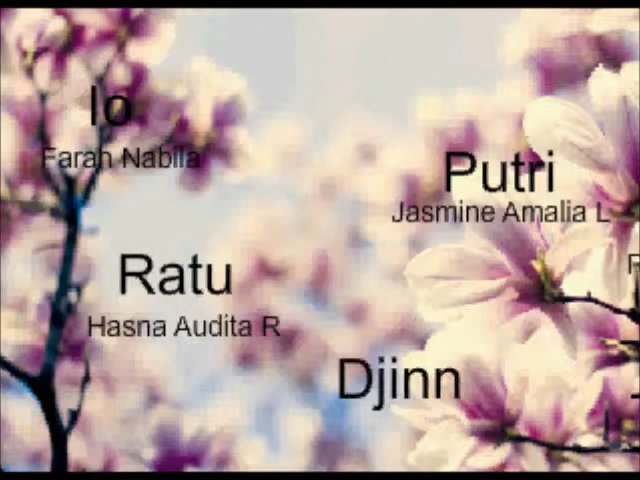 Io
Farah Nabila
Putri
Jasmine Amalia L
Ratu
Hasna Audita R
Djinn